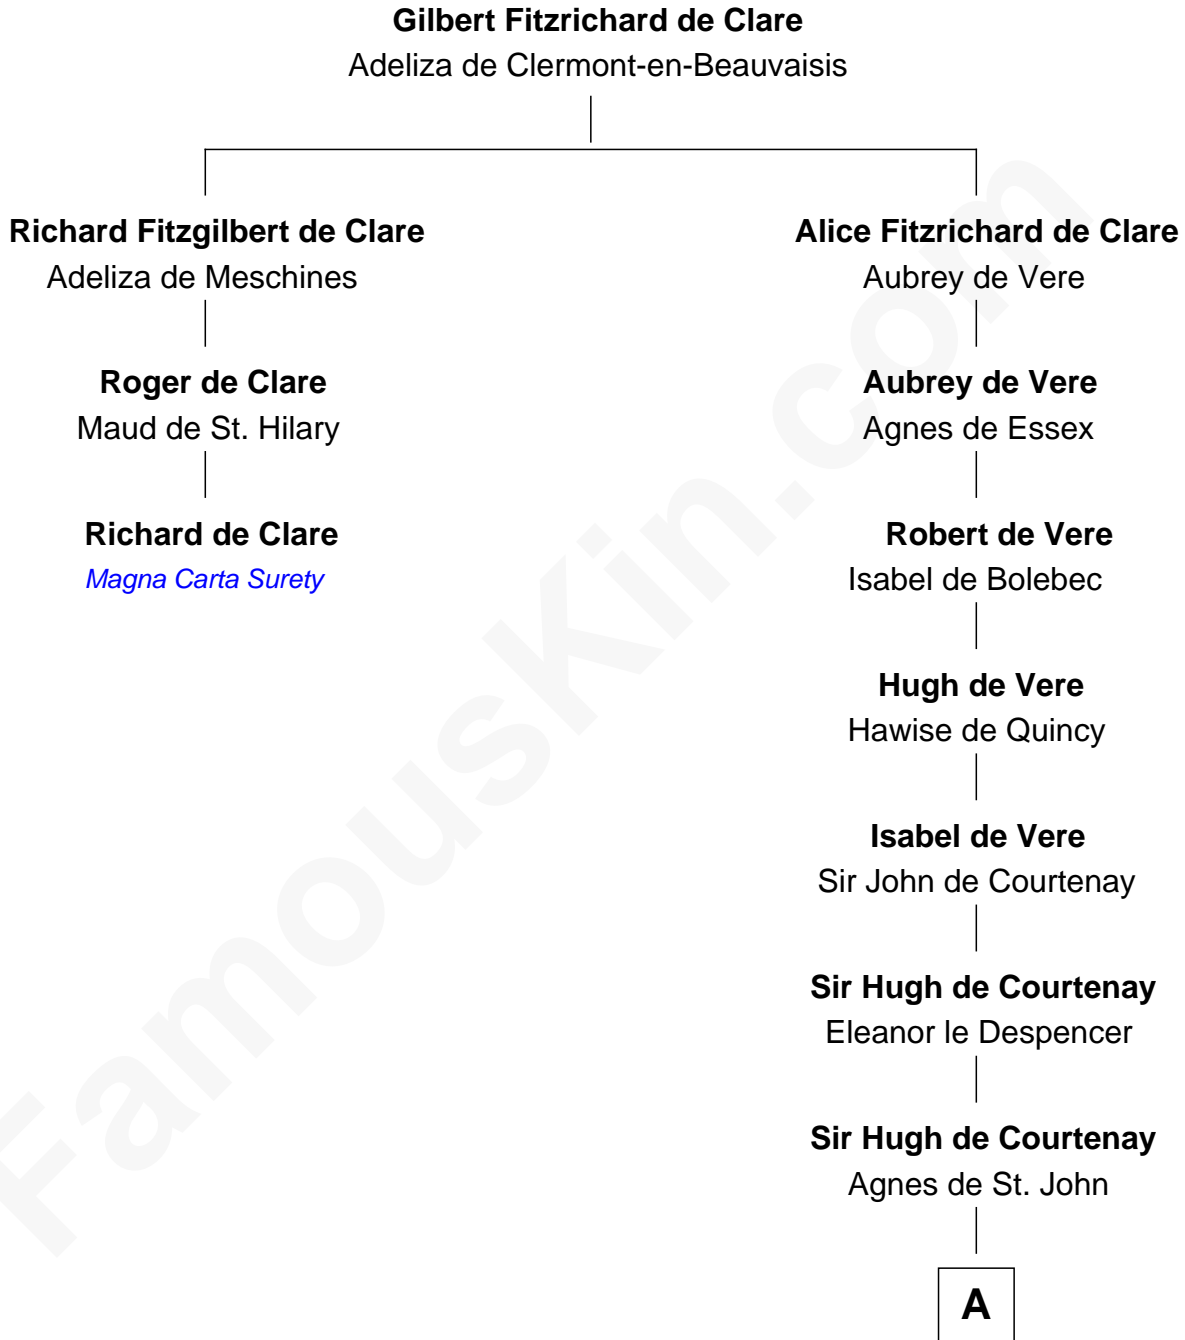 Gilbert Fitzrichard de Clare
Adeliza de Clermont-en-Beauvaisis
Richard Fitzgilbert de Clare
Adeliza de Meschines
Roger de Clare
Maud de St. Hilary
Richard de Clare
Magna Carta Surety
Alice Fitzrichard de Clare
Aubrey de Vere
Aubrey de Vere
Agnes de Essex
Robert de Vere
Isabel de Bolebec
Hugh de Vere
Hawise de Quincy
Isabel de Vere
Sir John de Courtenay
Sir Hugh de Courtenay
Eleanor le Despencer
Sir Hugh de Courtenay
Agnes de St. John
A
FamousKin.com